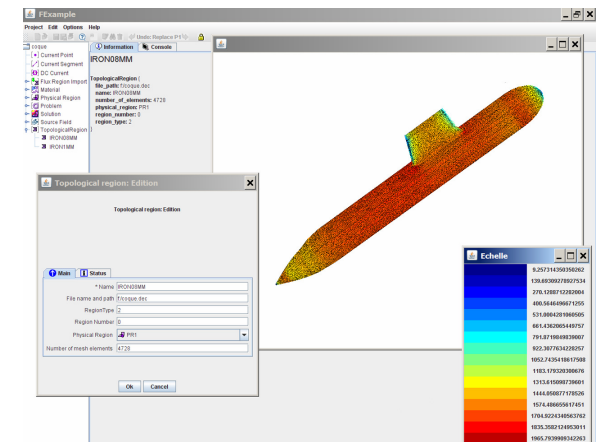 FExample
Project Edit Options Help
Undo: Replace P1
coque
Current Point
Current Segment
DC Current
Flux Region Import
Material
Physical Region
Problem
Solution
Source Field
TopologicalRegion
IRON08MM
IRON1MM
Information Console
IRON08MM
TopologicalRegion {
file_path: f/coque.dec
name: IRON08MM
number_of_elements: 4728
physical_region: PR1
region_number: 0
region_type: 2
}
Topological region: Edition
Topological region: Edition
Main Status
* Name IRON08MM
File name and path f/coque.dec
RegionType 2
Region Number 0
Physical Region PR1
Number of mesh elements 4728
Ok Cancel
Echelle
9.257314350350262
139.69309278927534
270.1288712282004
400.5646496671255
531.0004281060505
661.4362065449757
791.8719849839007
922.3077634228257
1052.7435418617508
1183.179320300676
1313.615098739601
1444.050877178526
1574.486655617451
1704.9224340563762
1835.3582124953011
1965.7939909342263